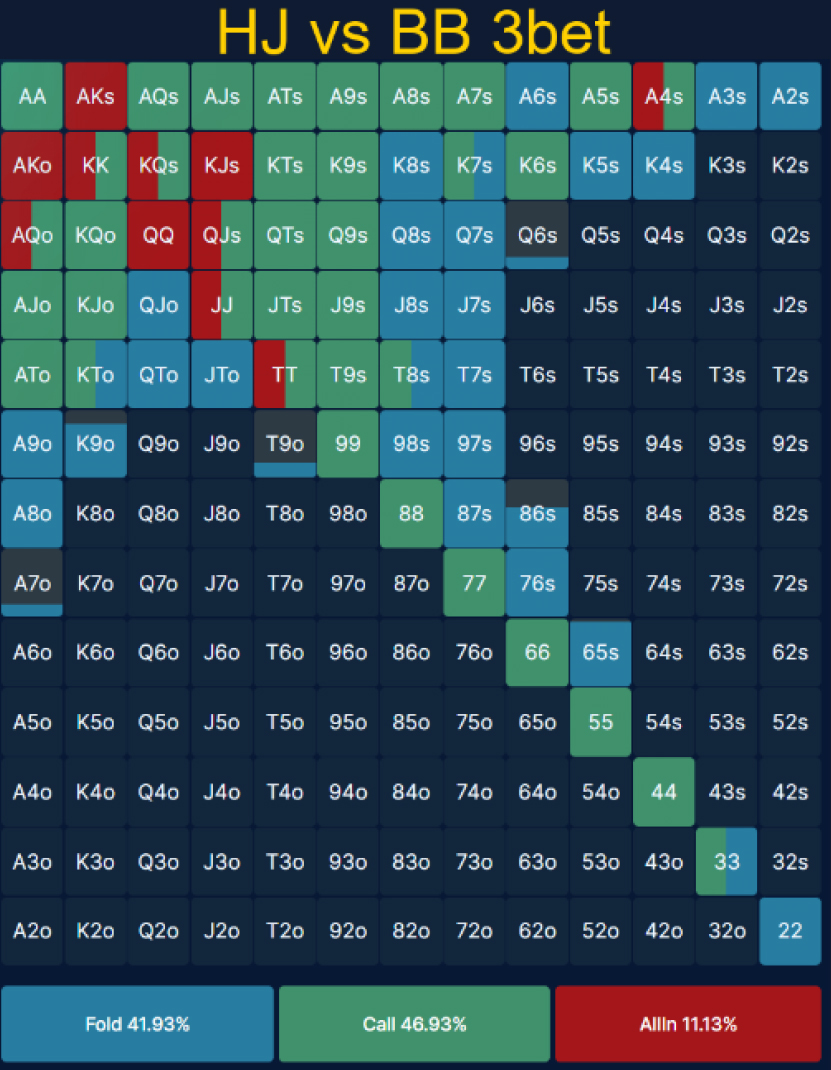 HJ vs BB 3bet
AA AKs AQs AJs ATs A9s A8s A7s A6s A5s A4s A3s A2s
AKo KK KQs KJs KTs K9s K8s K7s K6s K5s K4s K3s K2s
AQo KQo QQ QJs QTs Q9s Q8s Q7s Q6s Q5s Q4s Q3s Q2s
AJo KJo QJo JJ JTs J9s J8s J7s J6s J5s J4s J3s J2s
ATo KTo QTo JTo TT T9s T8s T7s T6s T5s T4s T3s T2s
A9o K9o Q9o J9o T9o 99 98s 97s 96s 95s 94s 93s 92s
A8o K8o Q8o J8o T8o 98o 88 87s 86s 85s 84s 83s 82s
A7o K7o Q7o J7o T7o 97o 87o 77 76s 75s 74s 73s 72s
A6o K6o Q6o J6o T6o 96o 86o 76o 66 65s 64s 63s 62s
A5o K5o Q5o J5o T5o 95o 85o 75o 65o 55 54s 53s 52s
A4o K4o Q4o J4o T4o 94o 84o 74o 64o 54o 44 43s 42s
A3o K3o Q3o J3o T3o 93o 83o 73o 63o 53o 43o 33 32s
A2o K2o Q2o J2o T2o 92o 82o 72o 62o 52o 42o 32o 22
Fold 41.93% Call 46.93% AllIn 11.13%